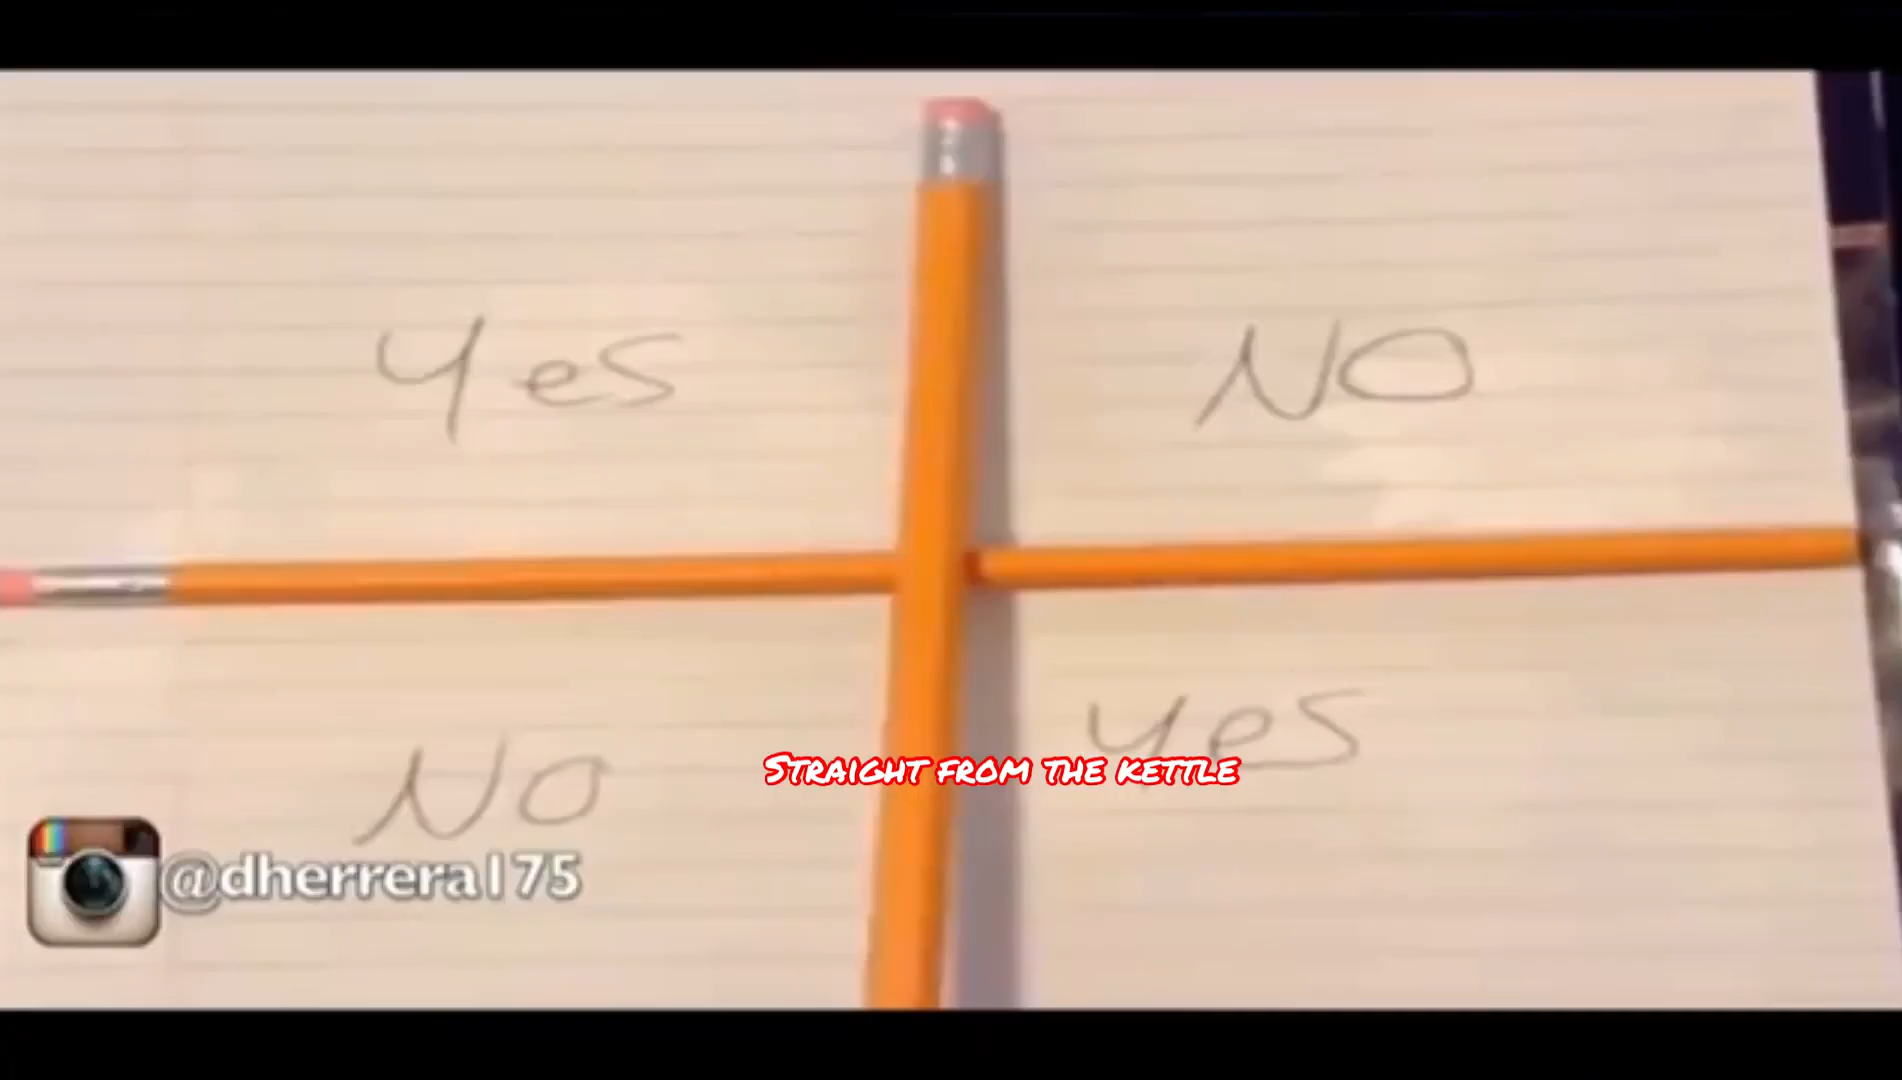 Yes
NO
NO
yes
Straight from the kettle
@dherrera175